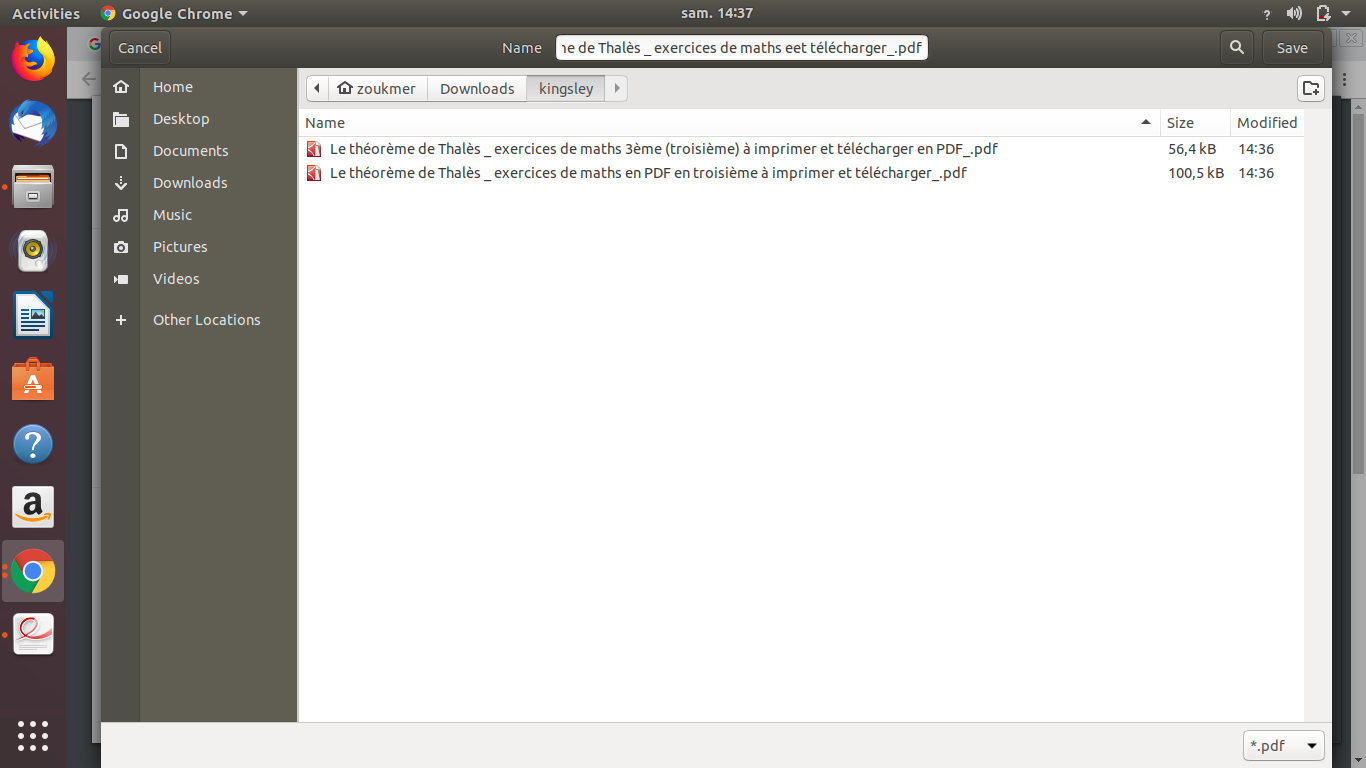 Activities Google Chrome sam. 14:37 ?
Cancel Name ne de Thalès _ exercices de maths eet télécharger_.pdf Save
Home
Desktop
Documents
Downloads
Music
Pictures
Videos
Other Locations
zoukmer Downloads kingsley
Name Size Modified
Le théorème de Thalès _ exercices de maths 3ème (troisième) à imprimer et télécharger en PDF_.pdf 56,4 kB 14:36
Le théorème de Thalès _ exercices de maths en PDF en troisième à imprimer et télécharger_.pdf 100,5 kB 14:36
*.pdf